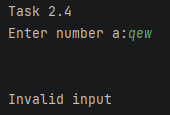 Task 2.4
Enter number a:qew
Invalid input